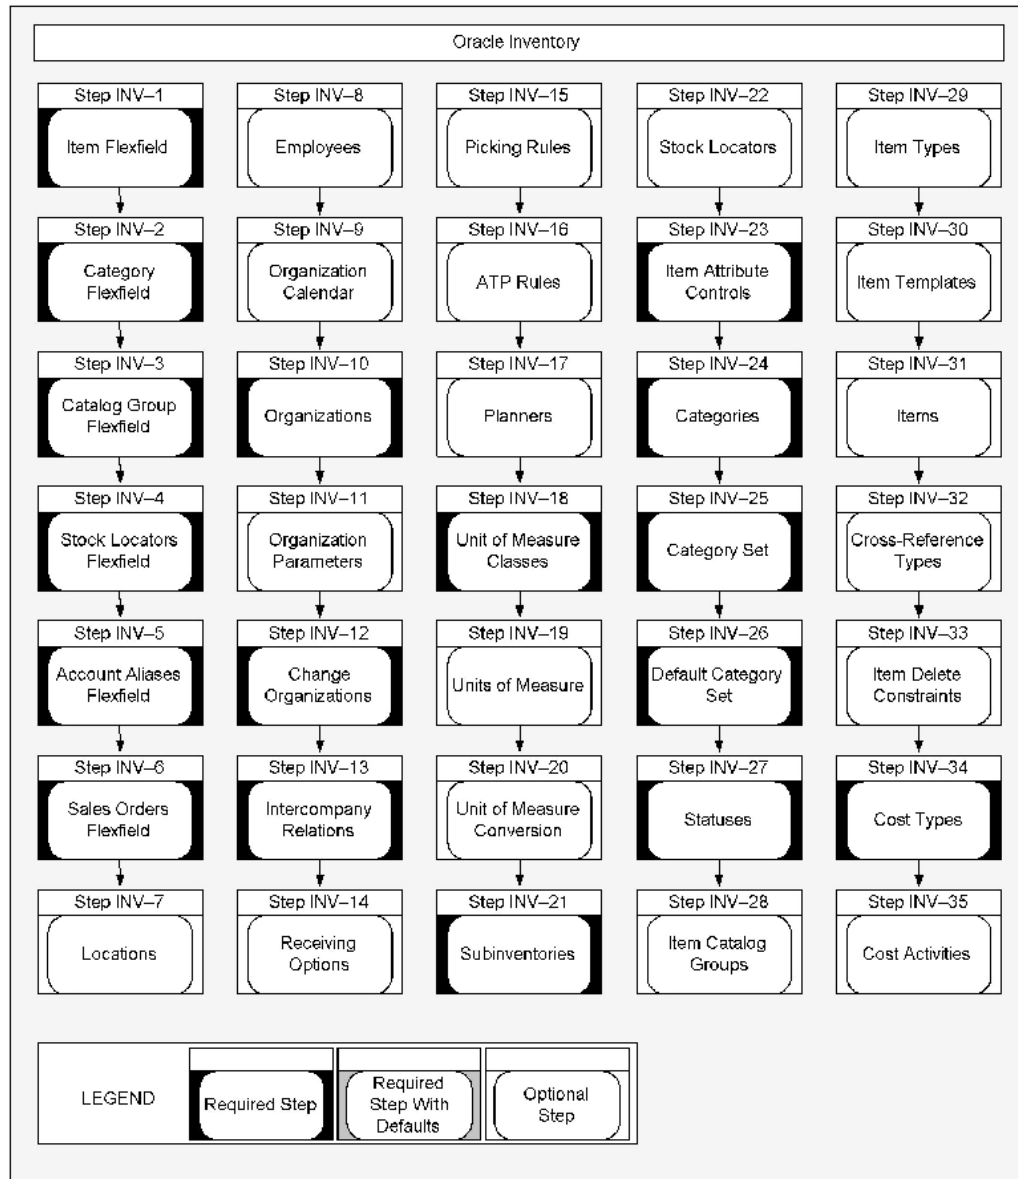 Oracle Inventory
Step INV–1
Item Flexfield
Step INV–2
Category
Flexfield
Step INV–3
Catalog Group
Flexfield
Step INV–4
Stock Locators
Flexfield
Step INV–5
Account Aliases
Flexfield
Step INV–6
Sales Orders
Flexfield
Step INV–7
Locations
Step INV–8
Employees
Step INV–9
Organization
Calendar
Step INV–10
Organizations
Step INV–11
Organization
Parameters
Step INV–12
Change
Organizations
Step INV–13
Intercompany
Relations
Step INV–14
Receiving
Options
Step INV–15
Picking Rules
Step INV–16
ATP Rules
Step INV–17
Planners
Step INV–18
Unit of Measure
Classes
Step INV–19
Units of Measure
Step INV–20
Unit of Measure
Conversion
Step INV–21
Subinventories
Step INV–22
Stock Locators
Step INV–23
Item Attribute
Controls
Step INV–24
Categories
Step INV–25
Category Set
Step INV–26
Default Category
Set
Step INV–27
Statuses
Step INV–28
Item Catalog
Groups
Step INV–29
Item Types
Step INV–30
Item Templates
Step INV–31
Items
Step INV–32
Cross-Reference
Types
Step INV–33
Item Delete
Constraints
Step INV–34
Cost Types
Step INV–35
Cost Activities
LEGEND
Required Step
Required
Step With
Defaults
Optional
Step